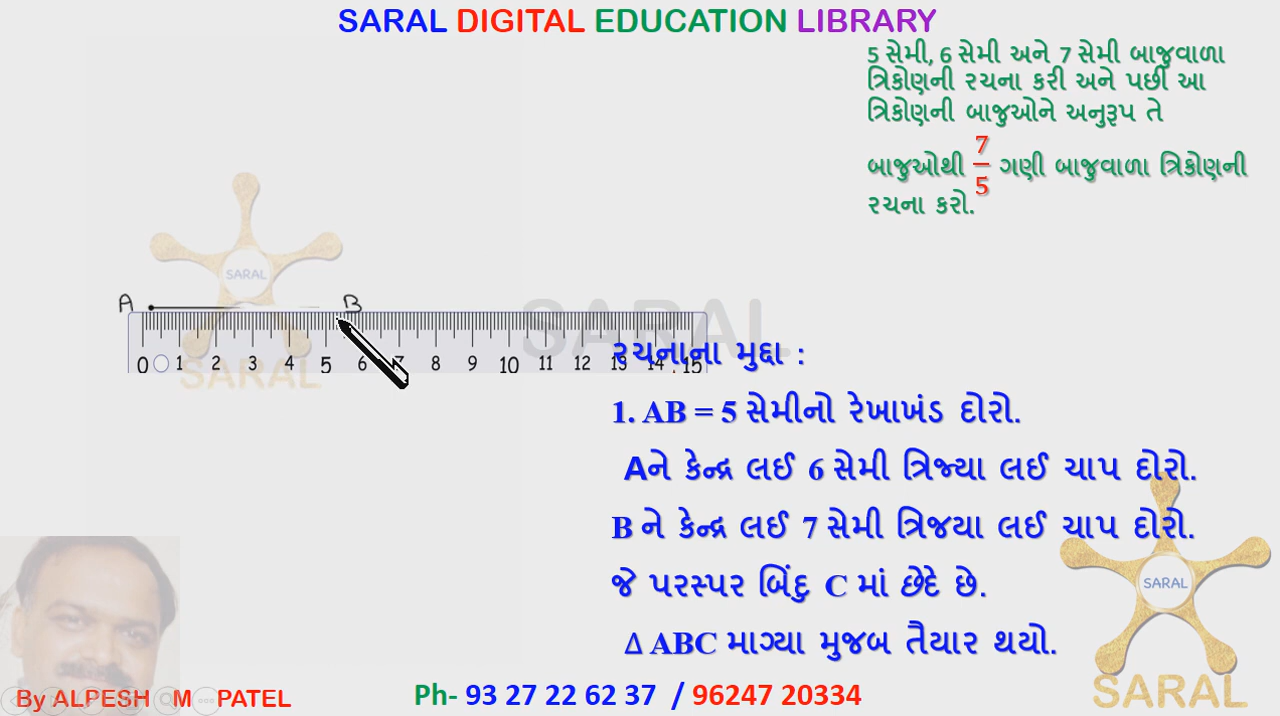 SARAL DIGITAL EDUCATION LIBRARY
5 સેમી, 6 સેમી અને 7 સેમી બાજુવાળા
ત્રિકોણની રચના કરી અને પછી આ
ત્રિકોણની બાજુઓને અનુરૂપ તે
બાજુઓથી 7/5 ગણી બાજુવાળા ત્રિકોણની
રચના કરો.
SARAL
A B
SARAL
0 1 2 3 4 5 6 7 8 9 10 11 12 13 14 15
SARAL
રચનાના મુદ્દા :
1. AB = 5 સેમીનો રેખાખંડ દોરો.
Aને કેન્દ્ર લઈ 6 સેમી ત્રિજ્યા લઈ ચાપ દોરો.
B ને કેન્દ્ર લઈ 7 સેમી ત્રિજયા લઈ ચાપ દોરો.
જે પરસ્પર બિંદુ C માં છેદે છે.
SARAL
Δ ABC માગ્યા મુજબ તૈયાર થયો.
SARAL
By ALPESH M PATEL
Ph- 93 27 22 62 37 / 96247 20334